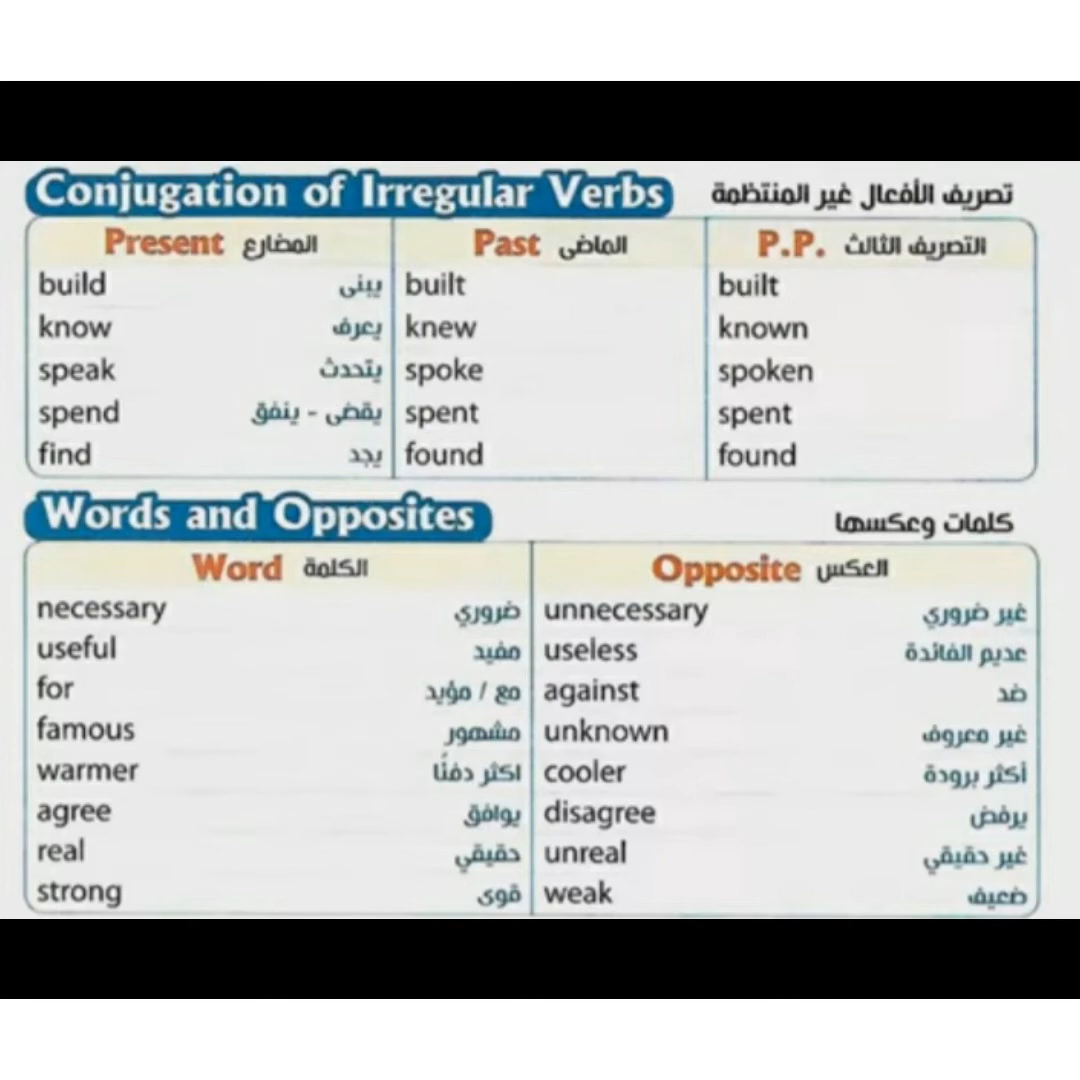 Conjugation of Irregular Verbs تصريف الأفعال غير المنتظمة
Present المضارع Past الماضى P.P. التصريف الثالث
build يبنى built built
know يعرف knew known
speak يتحدث spoke spoken
spend يقضى - ينفق spent spent
find يجد found found
Words and Opposites كلمات وعكسها
Word الكلمة Opposite العكس
necessary ضروري unnecessary غير ضروري
useful مفيد useless عديم الفائدة
for مع / مؤيد against ضد
famous مشهور unknown غير معروف
warmer اكثر دفئًا cooler أكثر برودة
agree يوافق disagree يرفض
real حقيقي unreal غير حقيقي
strong قوى weak ضعيف